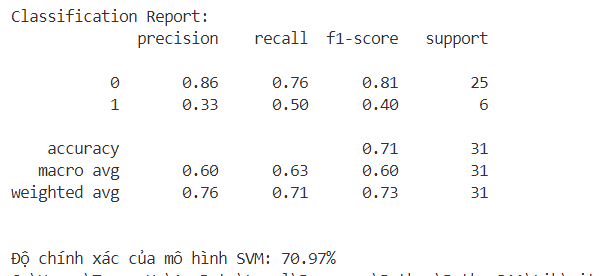 Classification Report:
precision recall f1-score support
0 0.86 0.76 0.81 25
1 0.33 0.50 0.40 6
accuracy 0.71 31
macro avg 0.60 0.63 0.60 31
weighted avg 0.76 0.71 0.73 31
Độ chính xác của mô hình SVM: 70.97%